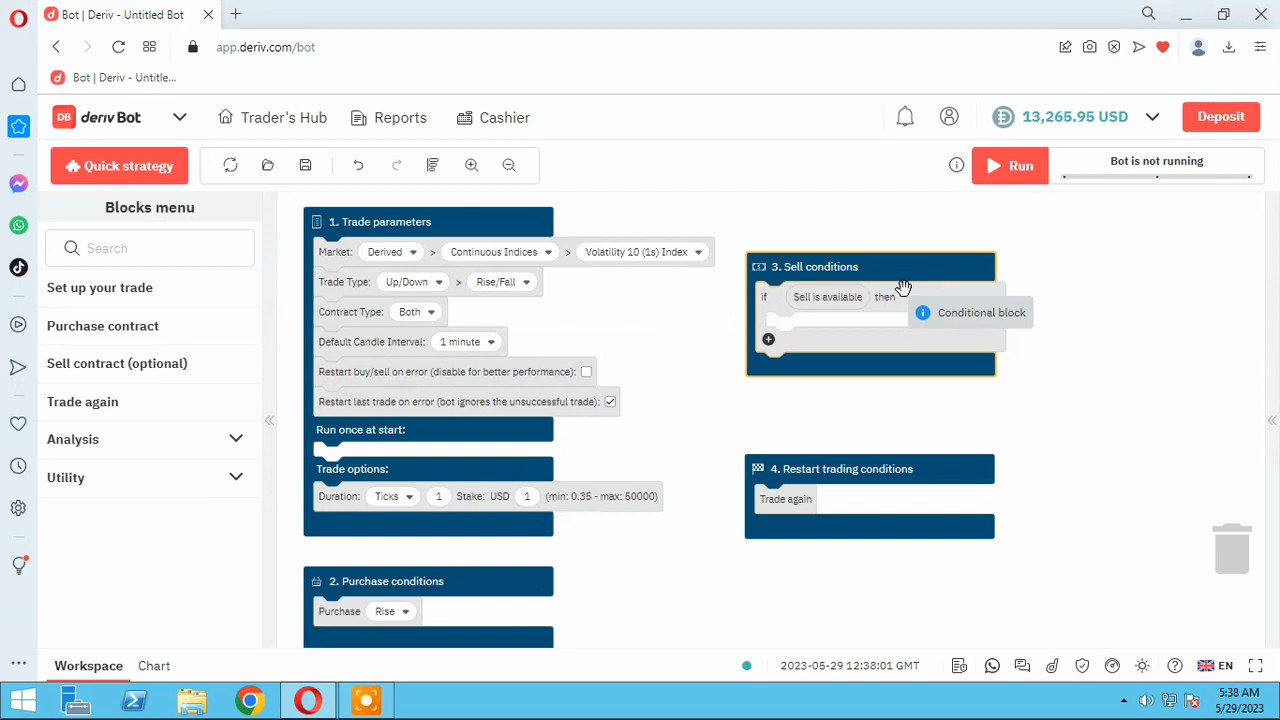 Bot | Deriv - Untitled Bot
app.deriv.com/bot
Bot | Deriv - Untitle...
DB deriv Bot
Trader's Hub
Reports
Cashier
13,265.95 USD
Deposit
Quick strategy
Run
Bot is not running
Blocks menu
Search
Set up your trade
Purchase contract
Sell contract (optional)
Trade again
Analysis
Utility
1. Trade parameters
Market: Derived > Continuous Indices > Volatility 10 (1s) Index
Trade Type: Up/Down > Rise/Fall
Contract Type: Both
Default Candle Interval: 1 minute
Restart buy/sell on error (disable for better performance):
Restart last trade on error (bot ignores the unsuccessful trade):
Run once at start:
Trade options:
Duration: Ticks 1 Stake: USD 1 (min: 0.35 - max: 50000)
2. Purchase conditions
Purchase Rise
3. Sell conditions
if Sell is available then
Conditional block
4. Restart trading conditions
Trade again
Workspace
Chart
2023-05-29 12:38:01 GMT
EN
5:38 AM
5/29/2023